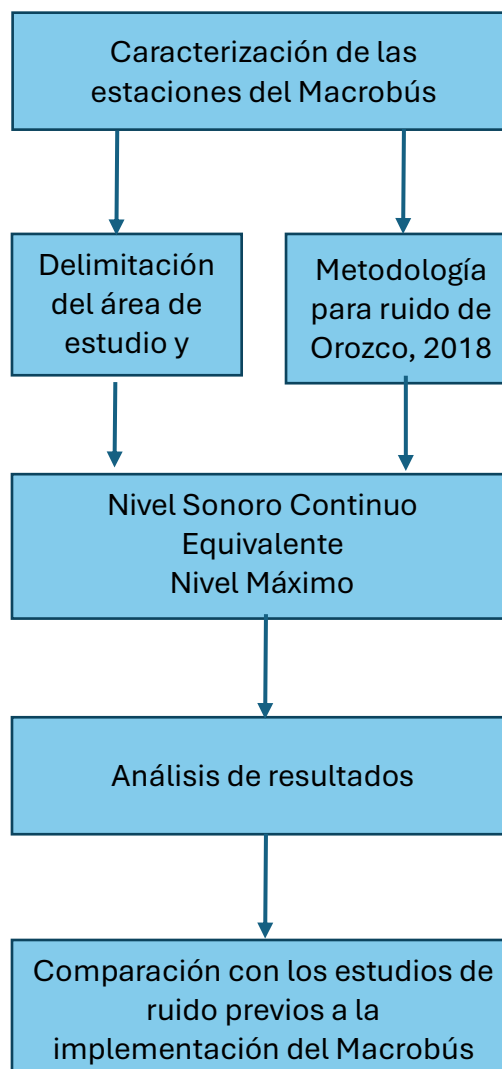 Caracterización de las
estaciones del Macrobús
Delimitación
del área de
estudio y
Metodología
para ruido de
Orozco, 2018
Nivel Sonoro Continuo
Equivalente
Nivel Máximo
Análisis de resultados
Comparación con los estudios de
ruido previos a la
implementación del Macrobús